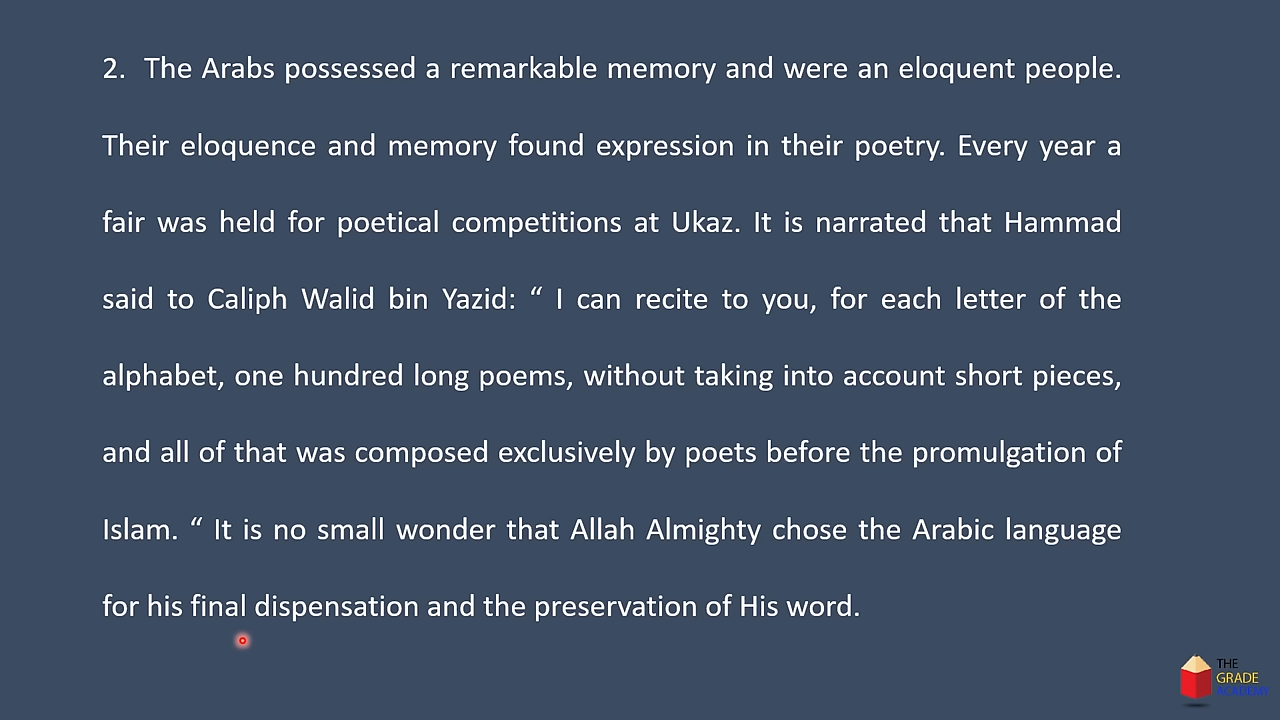 2. The Arabs possessed a remarkable memory and were an eloquent people.
Their eloquence and memory found expression in their poetry. Every year a
fair was held for poetical competitions at Ukaz. It is narrated that Hammad
said to Caliph Walid bin Yazid: “ I can recite to you, for each letter of the
alphabet, one hundred long poems, without taking into account short pieces,
and all of that was composed exclusively by poets before the promulgation of
Islam. “ It is no small wonder that Allah Almighty chose the Arabic language
for his final dispensation and the preservation of His word.
THE
GRADE
ACADEMY